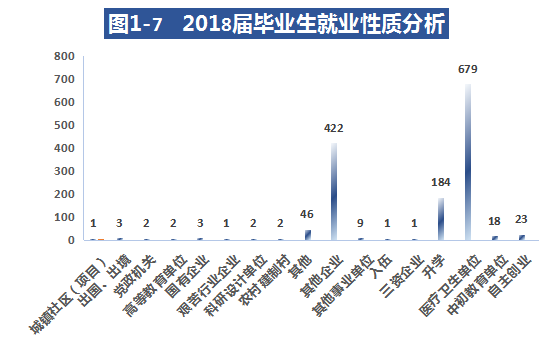 图1-7 2018届毕业生就业性质分析
800
700
600
500
400
300
200
100
0
1
3
2
2
3
1
2
2
46
422
9
1
1
184
679
18
23
城镇社区（项目）
出国、出境
党政机关
高等教育单位
国有企业
艰苦行业企业
科研设计单位
农村建制村
其他
其他企业
其他事业单位
入伍
三资企业
升学
医疗卫生单位
中初教育单位
自主创业